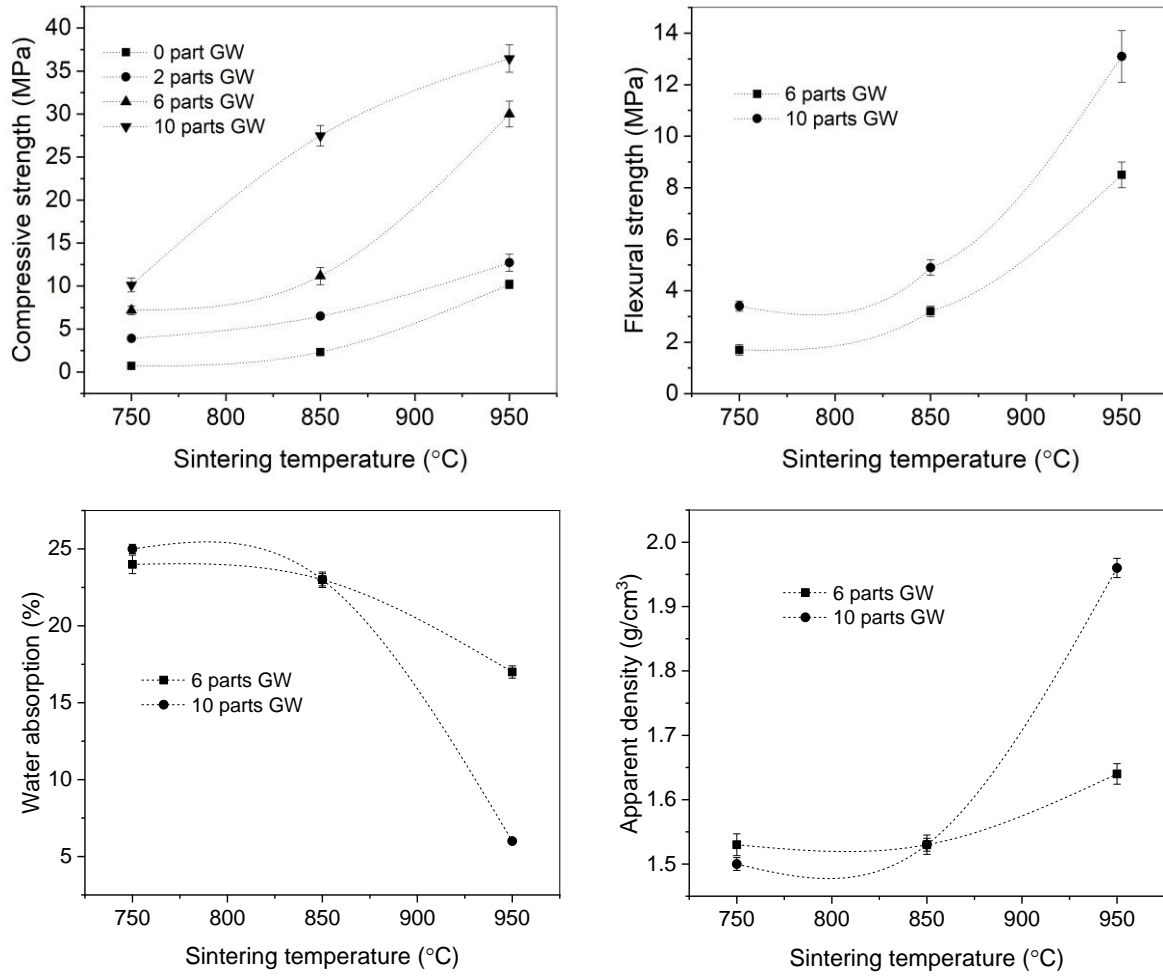 Compressive strength (MPa)
40
35
30
25
20
15
10
5
0
0 part GW
2 parts GW
6 parts GW
10 parts GW
750 800 850 900 950
Sintering temperature (°C)
Flexural strength (MPa)
14
12
10
8
6
4
2
0
6 parts GW
10 parts GW
750 800 850 900 950
Sintering temperature (°C)
Water absorption (%)
25
20
15
10
5
6 parts GW
10 parts GW
750 800 850 900 950
Sintering temperature (°C)
Apparent density (g/cm³)
2.0
1.9
1.8
1.7
1.6
1.5
6 parts GW
10 parts GW
750 800 850 900 950
Sintering temperature (°C)